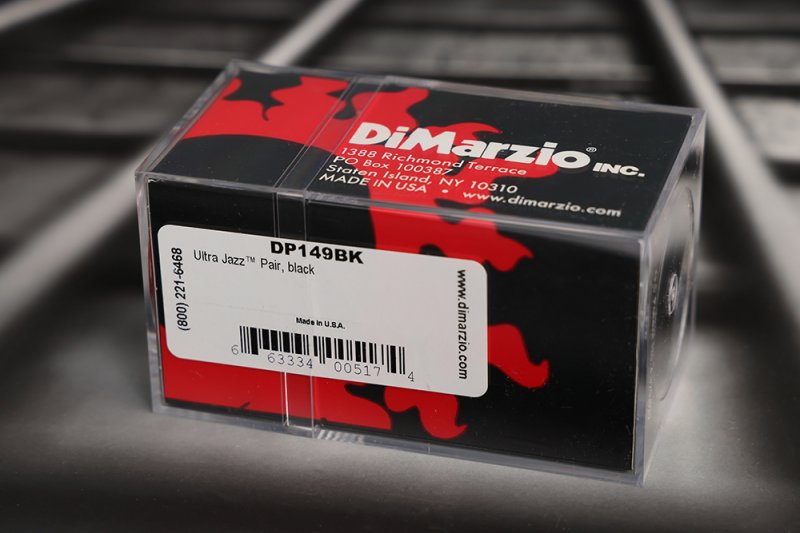 DiMarzio® INC.
1388 Richmond Terrace
PO Box 100387
Staten Island, NY 10310
MADE IN USA • www.dimarzio.com
DP149BK
Ultra Jazz™ Pair, black
(800) 221-6468
Made in U.S.A.
www.dimarzio.com
6 63334 00517 4